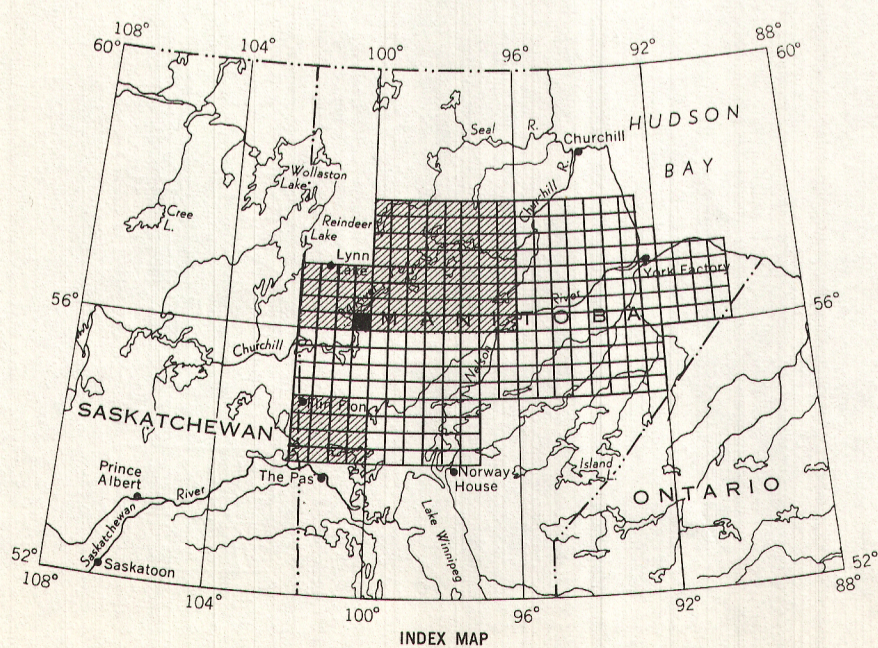 108°
60°
104°
100°
96°
92°
88°
60°
HUDSON
BAY
Seal R.
Churchill
Churchill R.
Wollaston
Lake
Cree
L.
Reindeer
Lake
Lynn
Lake
York Factory
River
56°
56°
MANITOBA
Churchill
Nelson
Flin Flon
SASKATCHEWAN
Prince
Albert
River
The Pas
Norway
House
Island
L.
ONTARIO
Saskatchewan
Saskatoon
Lake Winnipeg
52°
108°
104°
100°
96°
92°
52°
88°
INDEX MAP